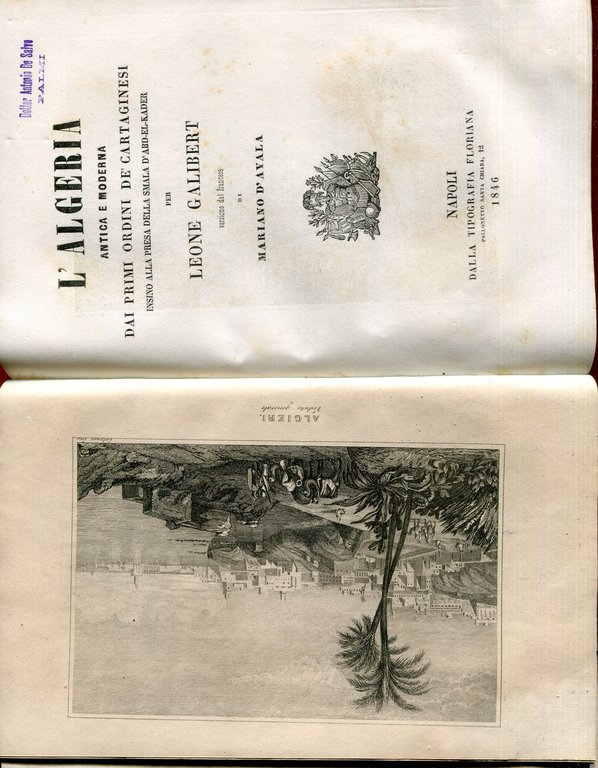 Dottor Antonio De Salvo
PALMI
L' ALGERIA
ANTICA E MODERNA
DAI PRIMI ORDINI DE' CARTAGINESI
INSINO ALLA PRESA DELLA SMALA D'ABD-EL-KADER
PER
LEONE GALIBERT
versione dal francese
DI
MARIANO D'AYALA
NAPOLI
DALLA TIPOGRAFIA FLORIANA
PALLONETTO SANTA CHIARA, 12
1846
ALGIERI.
Veduta generale.